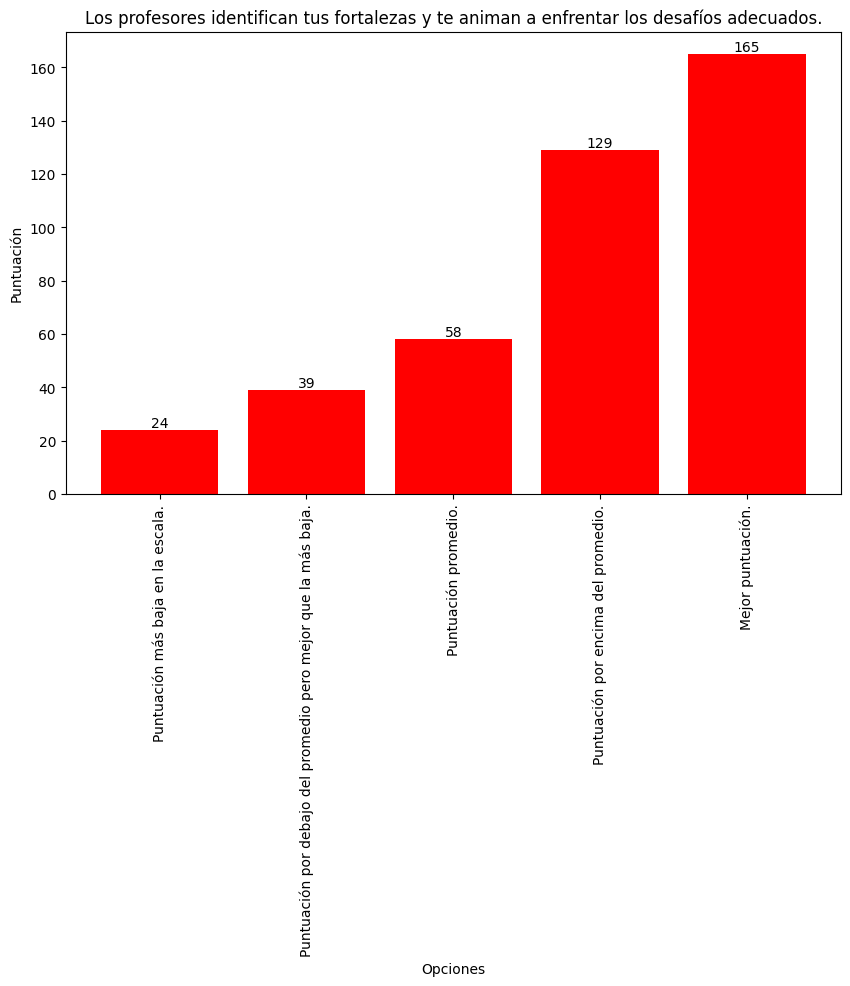 Los profesores identifican tus fortalezas y te animan a enfrentar los desafíos adecuados.
Puntuación
160
140
120
100
80
60
40
20
0
24
39
58
129
165
Puntuación más baja en la escala.
Puntuación por debajo del promedio pero mejor que la más baja.
Puntuación promedio.
Puntuación por encima del promedio.
Mejor puntuación.
Opciones